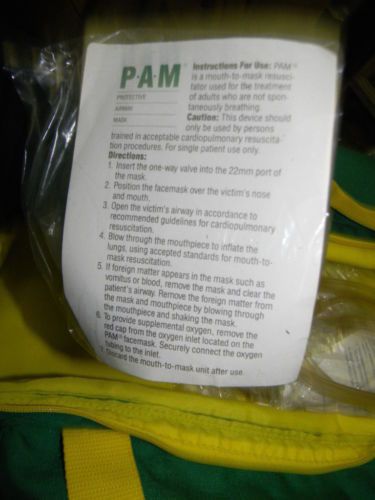 P·A·M®
PROTECTIVE
AIRWAY
MASK
Instructions For Use: PAM®
is a mouth-to-mask resusci-
tator used for the treatment
of adults who are not spon-
taneously breathing.
Caution: This device should
only be used by persons
trained in acceptable cardiopulmonary resuscita-
tion procedures. For single patient use only.
Directions:
1. Insert the one-way valve into the 22mm port of
the mask.
2. Position the facemask over the victim's nose
and mouth.
3. Open the victim's airway in accordance to
recommended guidelines for cardiopulmonary
resuscitation.
4. Blow through the mouthpiece to inflate the
lungs, using accepted standards for mouth-to-
mask resuscitation.
5. If foreign matter appears in the mask such as
vomitus or blood, remove the mask and clear the
patient's airway. Remove the foreign matter from
the mask and mouthpiece by blowing through
the mouthpiece and shaking the mask.
6. To provide supplemental oxygen, remove the
red cap from the oxygen inlet located on the
PAM® facemask. Securely connect the oxygen
tubing to the inlet.
7. Discard the mouth-to-mask unit after use.